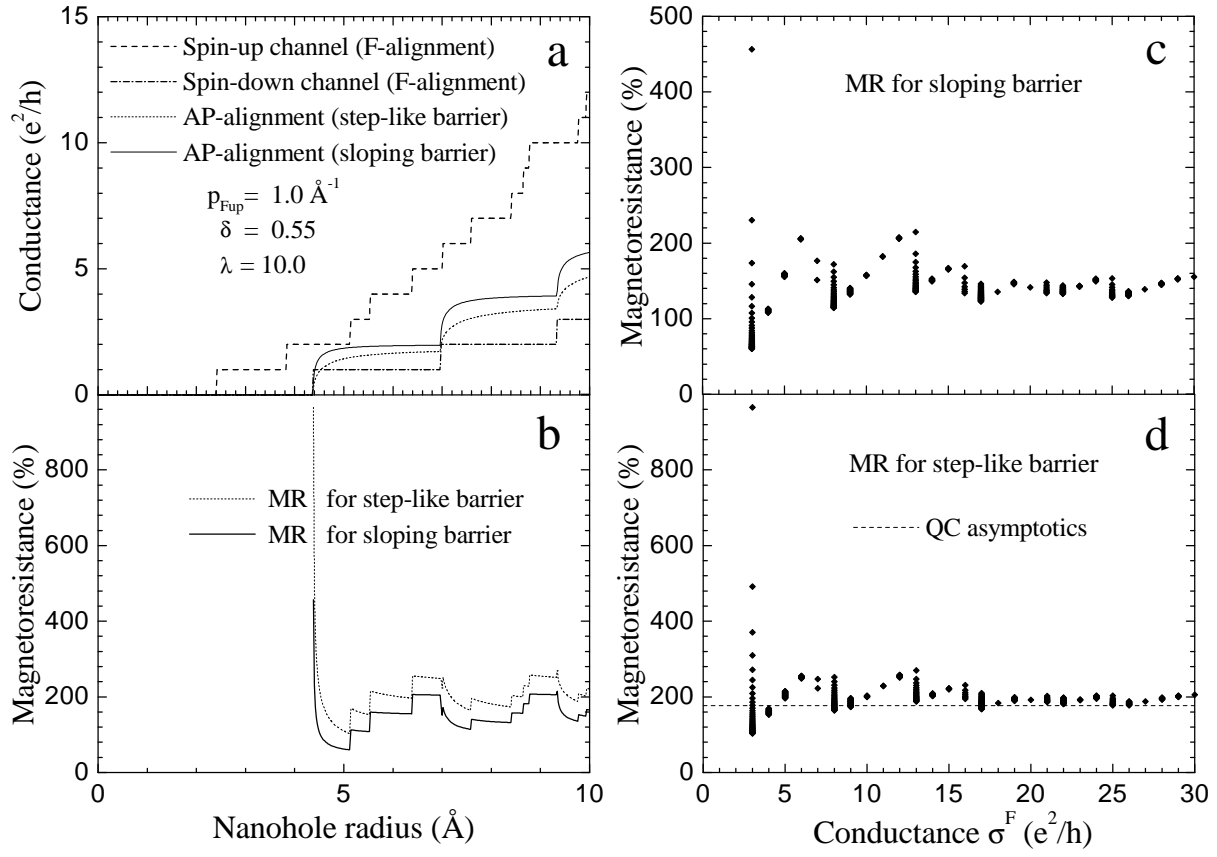 15
10
5
0
Conductance (e²/h)
a
Spin-up channel (F-alignment)
Spin-down channel (F-alignment)
AP-alignment (step-like barrier)
AP-alignment (sloping barrier)
p_Fup = 1.0 Å⁻¹
δ = 0.55
λ = 10.0
800
600
400
200
0
Magnetoresistance (%)
b
MR for step-like barrier
MR for sloping barrier
0 5 10
Nanohole radius (Å)
500
400
300
200
100
0
Magnetoresistance (%)
c
MR for sloping barrier
800
600
400
200
0
Magnetoresistance (%)
d
MR for step-like barrier
QC asymptotics
0 5 10 15 20 25 30
Conductance σ^F (e²/h)